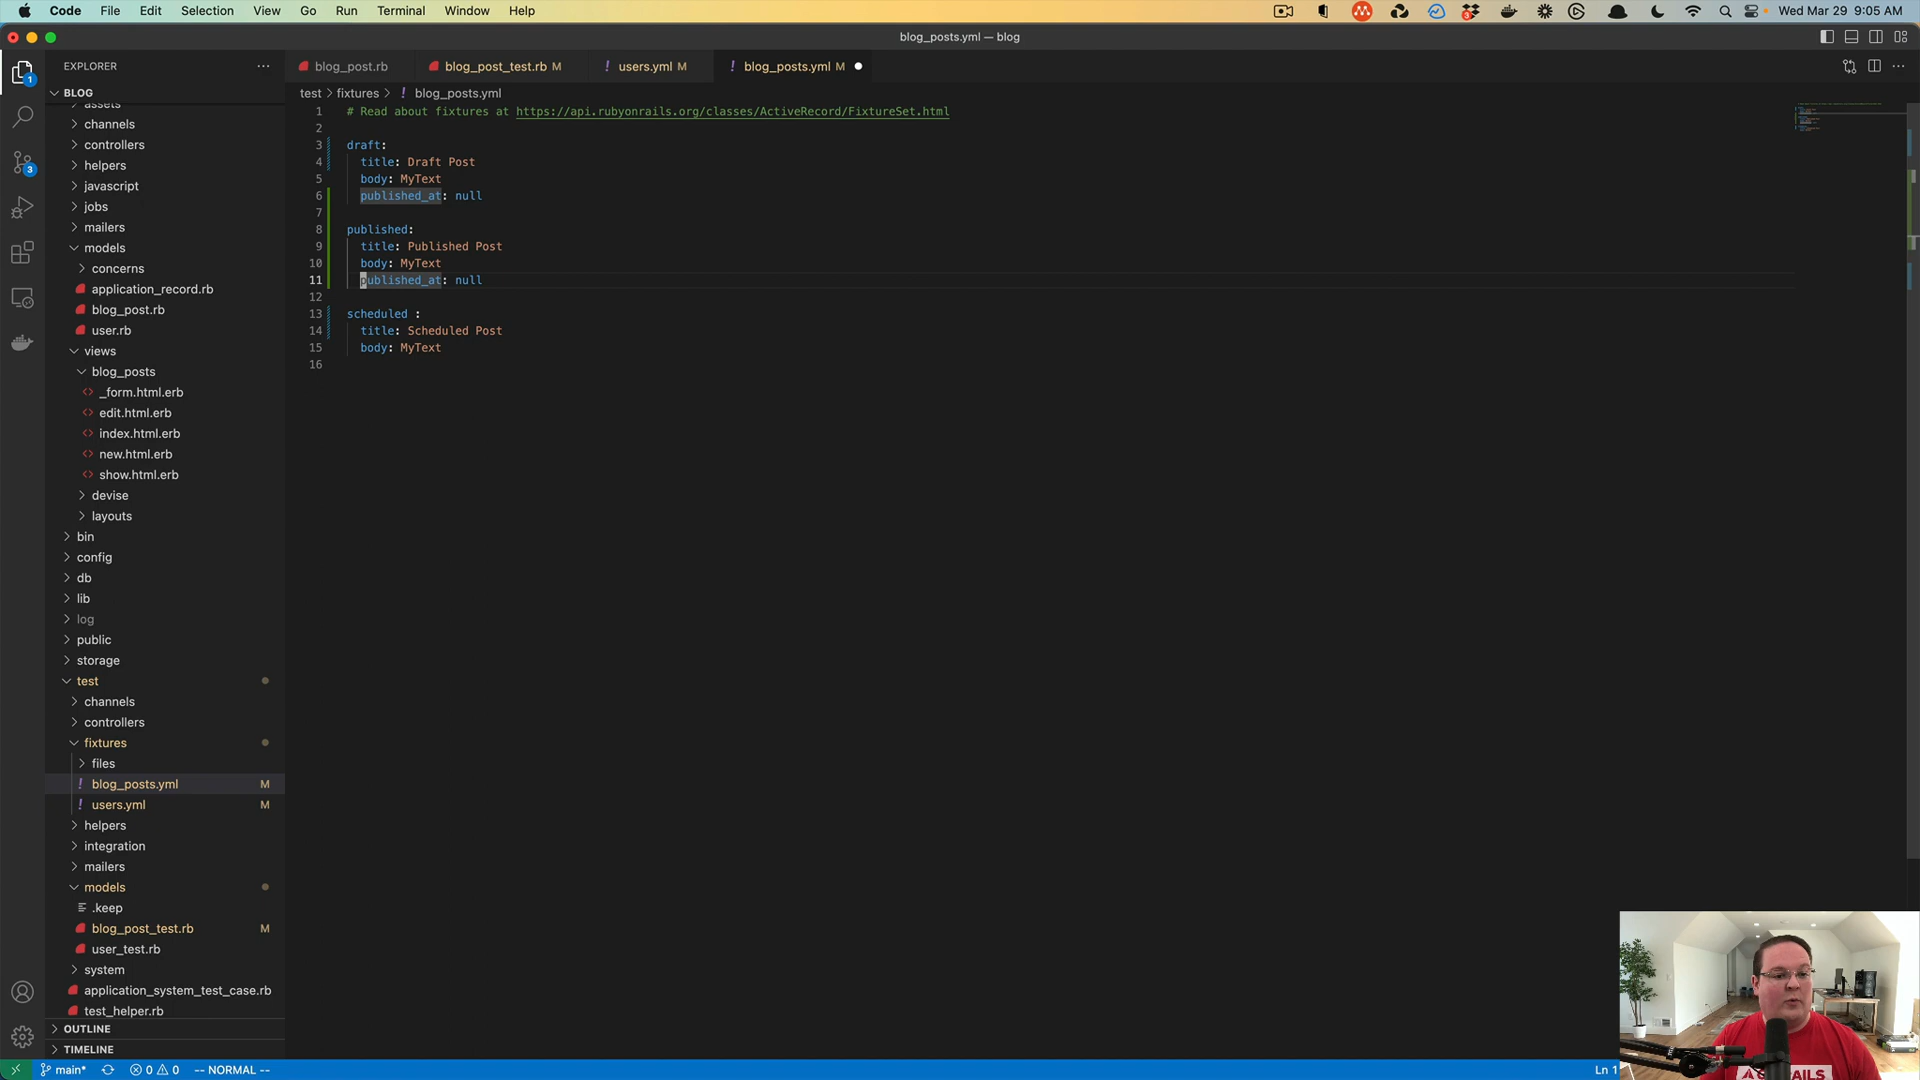 Code File Edit Selection View Go Run Terminal Window Help
3
Wed Mar 29 9:05 AM
blog_posts.yml — blog
EXPLORER
blog_post.rb
blog_post_test.rb M
! users.yml M
! blog_posts.yml M
BLOG
test > fixtures > ! blog_posts.yml
assets
channels
controllers
helpers
javascript
jobs
mailers
models
concerns
application_record.rb
blog_post.rb
user.rb
views
blog_posts
_form.html.erb
edit.html.erb
index.html.erb
new.html.erb
show.html.erb
devise
layouts
bin
config
db
lib
log
public
storage
test
channels
controllers
fixtures
files
! blog_posts.yml M
! users.yml M
helpers
integration
mailers
models
.keep
blog_post_test.rb M
user_test.rb
system
application_system_test_case.rb
test_helper.rb
OUTLINE
TIMELINE
1
3
1 # Read about fixtures at https://api.rubyonrails.org/classes/ActiveRecord/FixtureSet.html
2
3 draft:
4 title: Draft Post
5 body: MyText
6 published_at: null
7
8 published:
9 title: Published Post
10 body: MyText
11 published_at: null
12
13 scheduled :
14 title: Scheduled Post
15 body: MyText
16
main* 0 0 -- NORMAL --
Ln 1